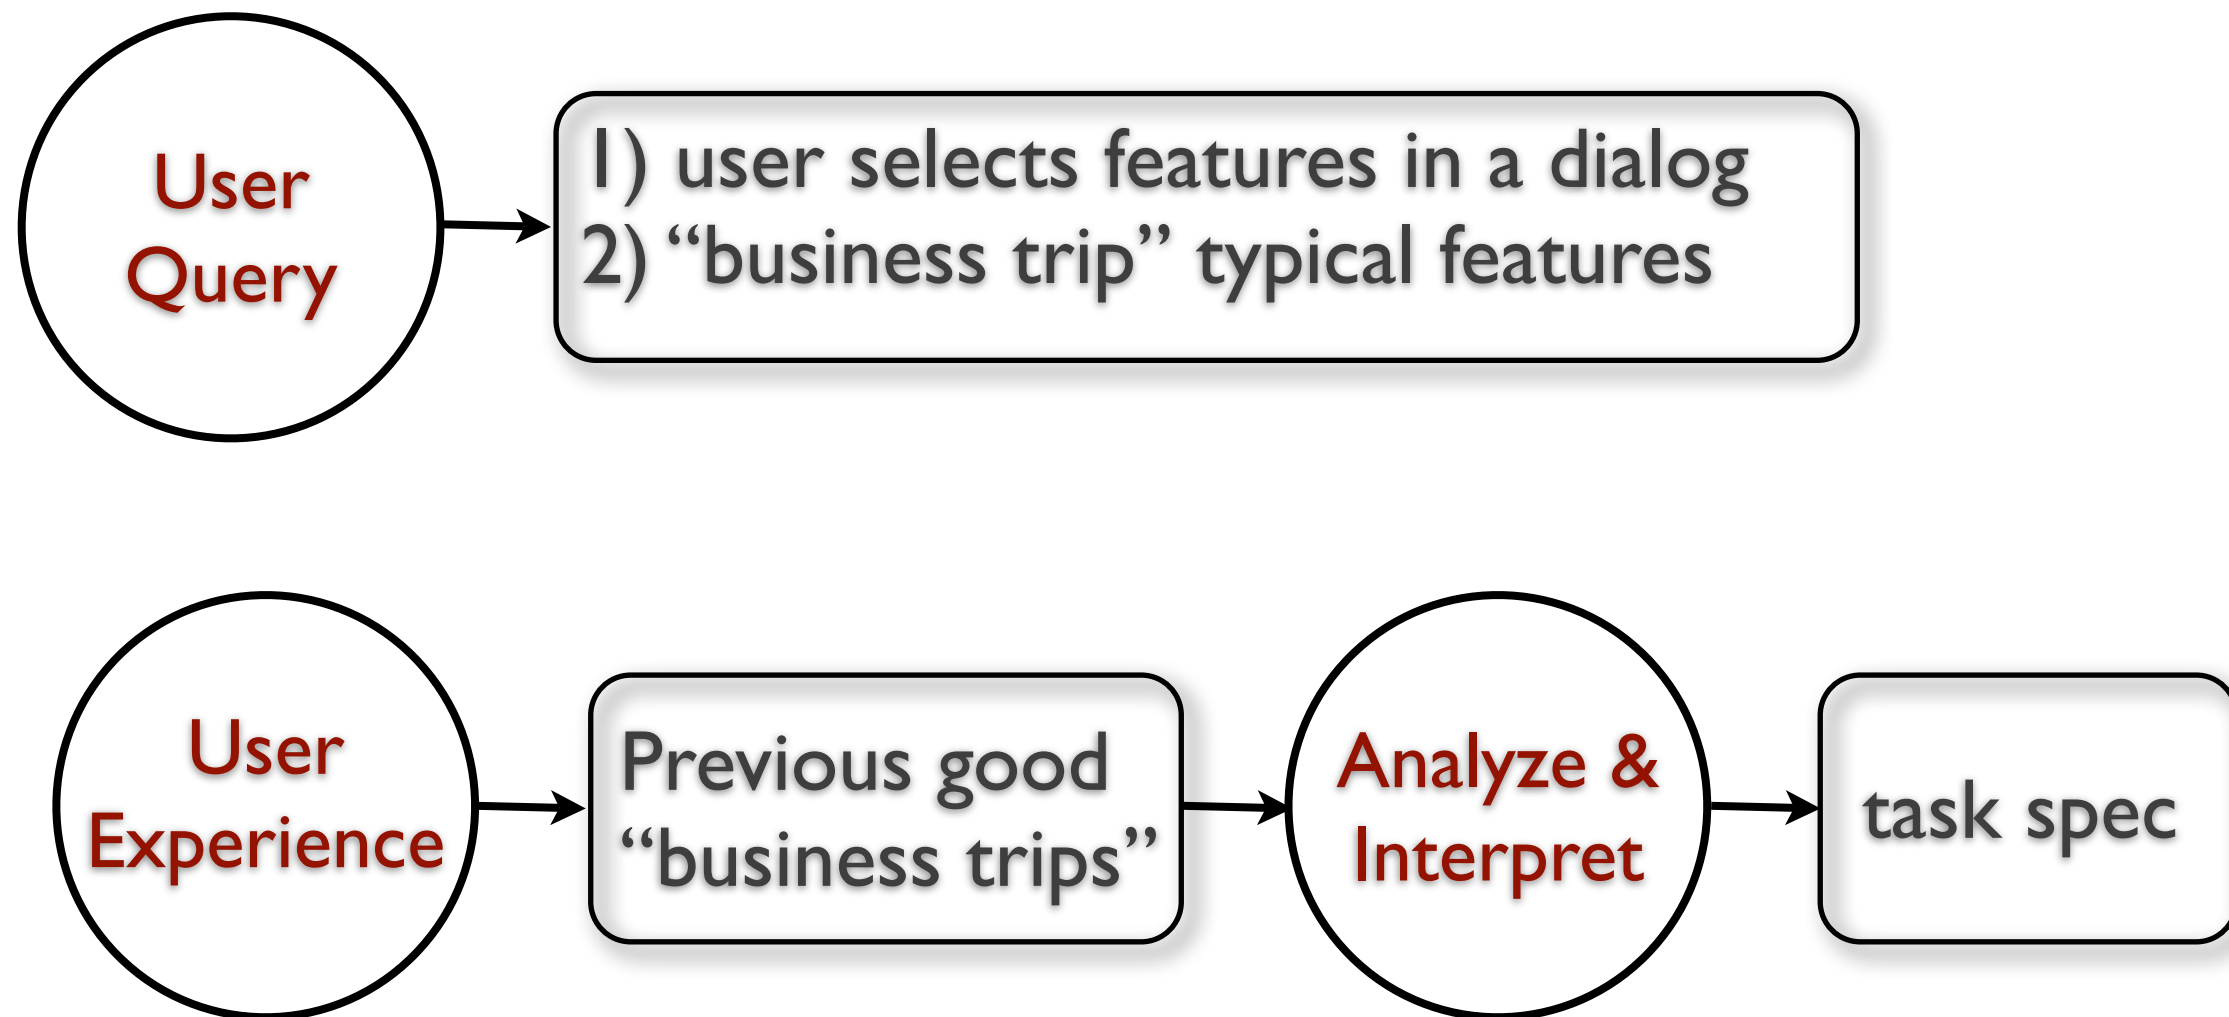 User
Query
1) user selects features in a dialog
2) “business trip” typical features
User
Experience
Previous good
“business trips”
Analyze &
Interpret
task spec